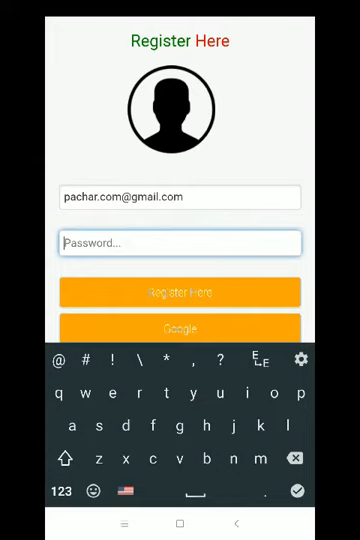 Register Here
pachar.com@gmail.com
Password...
Register Here
Google
@ # ! \ * , ?
q w e r t y u i o p
a s d f g h j k l
z x c v b n m
123 .